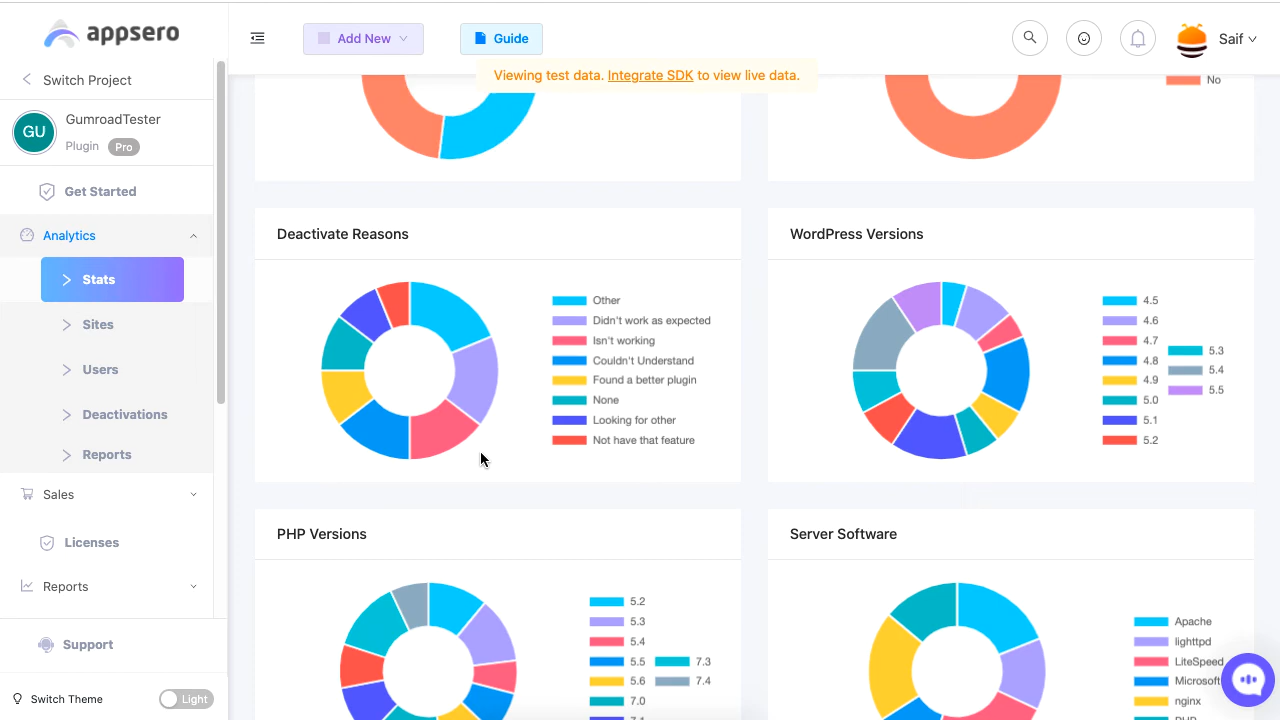 appsero
Add New
Guide
Saif
Viewing test data. Integrate SDK to view live data.
Switch Project
GU
GumroadTester
Plugin
Pro
Get Started
Analytics
Stats
Sites
Users
Deactivations
Reports
Sales
Licenses
Reports
Support
Switch Theme
Light
No
Deactivate Reasons
Other
Didn't work as expected
Isn't working
Couldn't Understand
Found a better plugin
None
Looking for other
Not have that feature
WordPress Versions
4.5
4.6
4.7
4.8
4.9
5.0
5.1
5.2
5.3
5.4
5.5
PHP Versions
5.2
5.3
5.4
5.5
5.6
7.0
7.1
7.3
7.4
Server Software
Apache
lighttpd
LiteSpeed
Microsoft
nginx
PHP